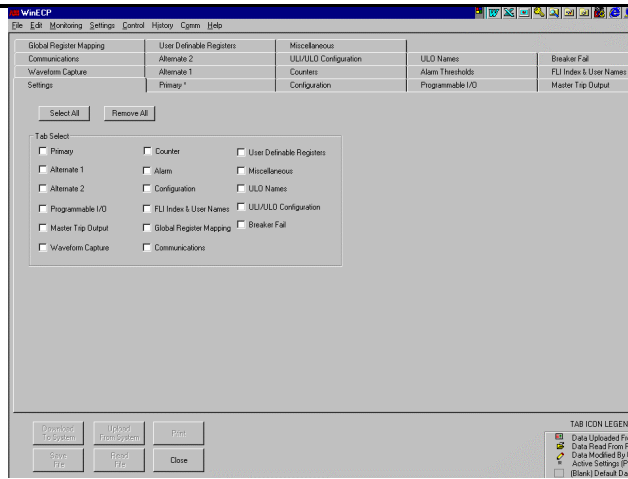 WinECP
File Edit Monitoring Settings Control History Comm Help
Global Register Mapping User Definable Registers Miscellaneous
Communications Alternate 2 ULI/ULO Configuration ULO Names Breaker Fail
Waveform Capture Alternate 1 Counters Alarm Thresholds FLI Index & User Names
Settings Primary * Configuration Programmable I/O Master Trip Output
Select All Remove All
Tab Select
Primary Counter User Definable Registers
Alternate 1 Alarm Miscellaneous
Alternate 2 Configuration ULO Names
Programmable I/O FLI Index & User Names ULI/ULO Configuration
Master Trip Output Global Register Mapping Breaker Fail
Waveform Capture Communications
Download To System Upload From System Print
Save File Read File Close
TAB ICON LEGEN
Data Uploaded Fr
Data Read From F
Data Modified By
* Active Settings (P
(Blank) Default Da